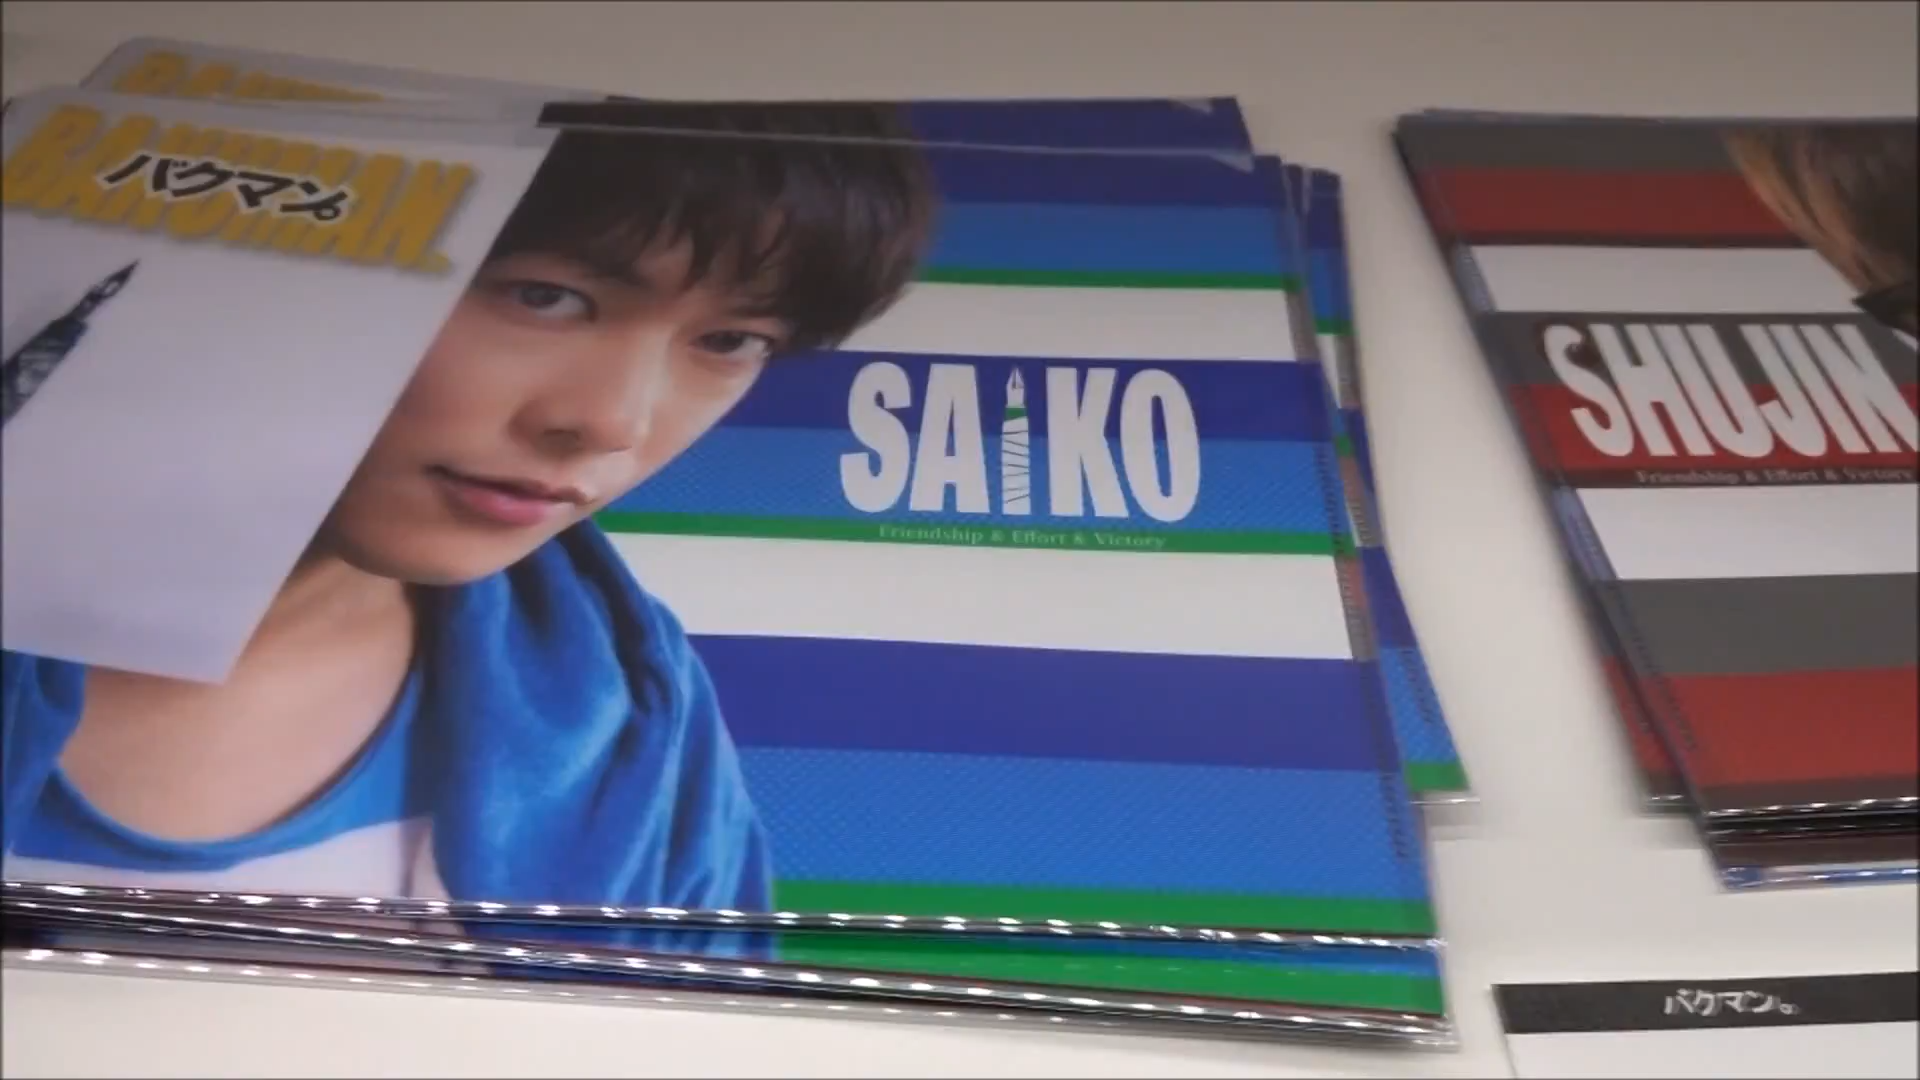 BAKUMAN.
バクマン。
SAIKO
Friendship & Effort & Victory
SHUJIN
Friendship & Effort & Victory
バクマン。